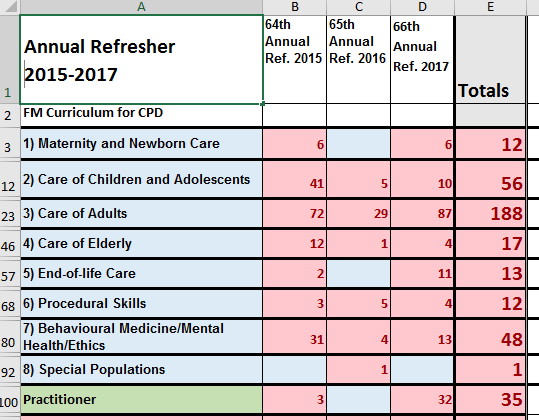 A B C D E
1 Annual Refresher 2015-2017 64th Annual Ref. 2015 65th Annual Ref. 2016 66th Annual Ref. 2017 Totals
2 FM Curriculum for CPD
3 1) Maternity and Newborn Care 6 6 12
12 2) Care of Children and Adolescents 41 5 10 56
23 3) Care of Adults 72 29 87 188
46 4) Care of Elderly 12 1 4 17
57 5) End-of-life Care 2 11 13
68 6) Procedural Skills 3 5 4 12
80 7) Behavioural Medicine/Mental Health/Ethics 31 4 13 48
92 8) Special Populations 1 1
100 Practitioner 3 32 35